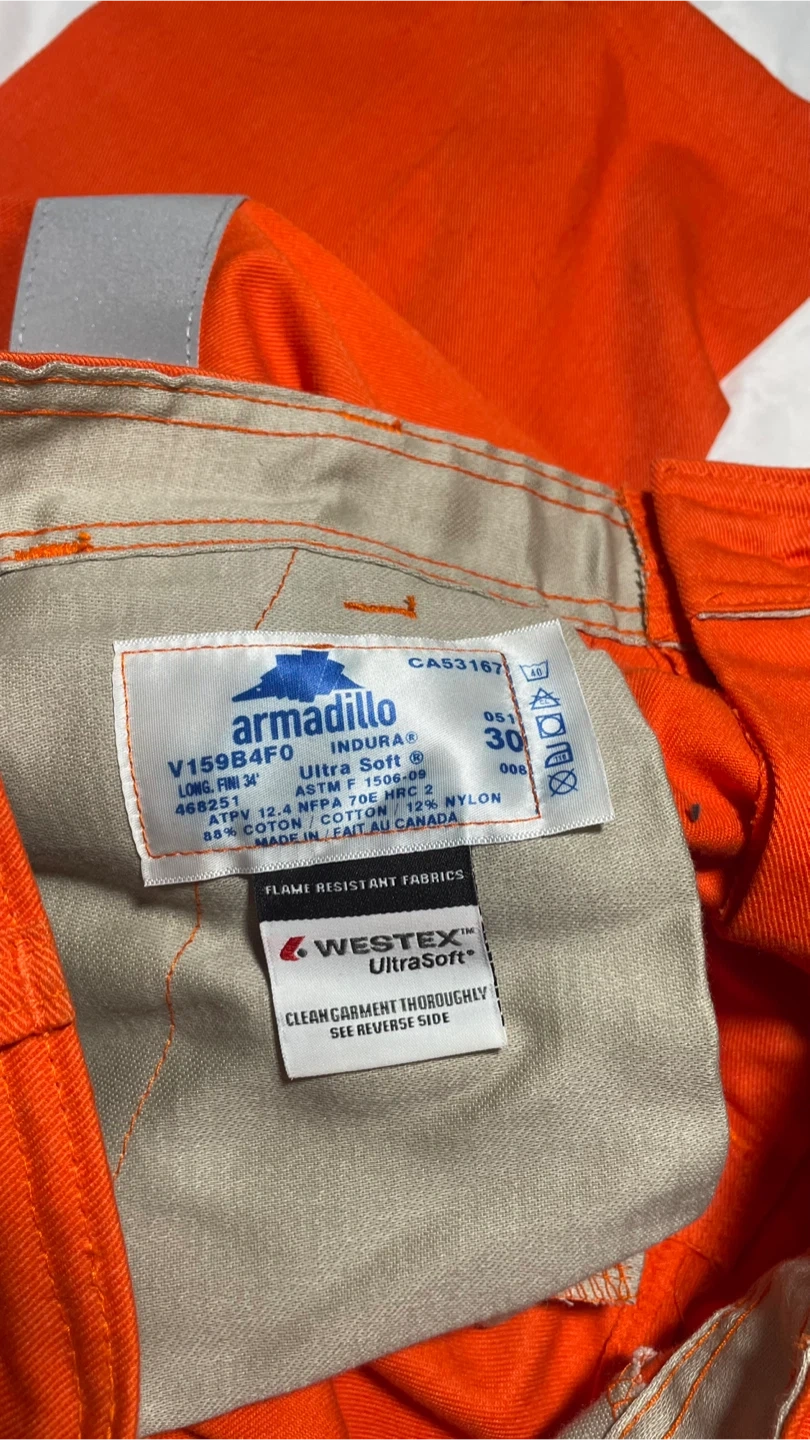 CA53167
40
armadillo
V159B4F0 INDURA®
LONG. FINI 34' Ultra Soft ®
468251 ASTM F 1506-09
ATPV 12.4 NFPA 70E HRC 2
88% COTON / COTTON / 12% NYLON
MADE IN / FAIT AU CANADA
051
30
008
FLAME RESISTANT FABRICS
WESTEX™
UltraSoft®
CLEAN GARMENT THOROUGHLY
SEE REVERSE SIDE